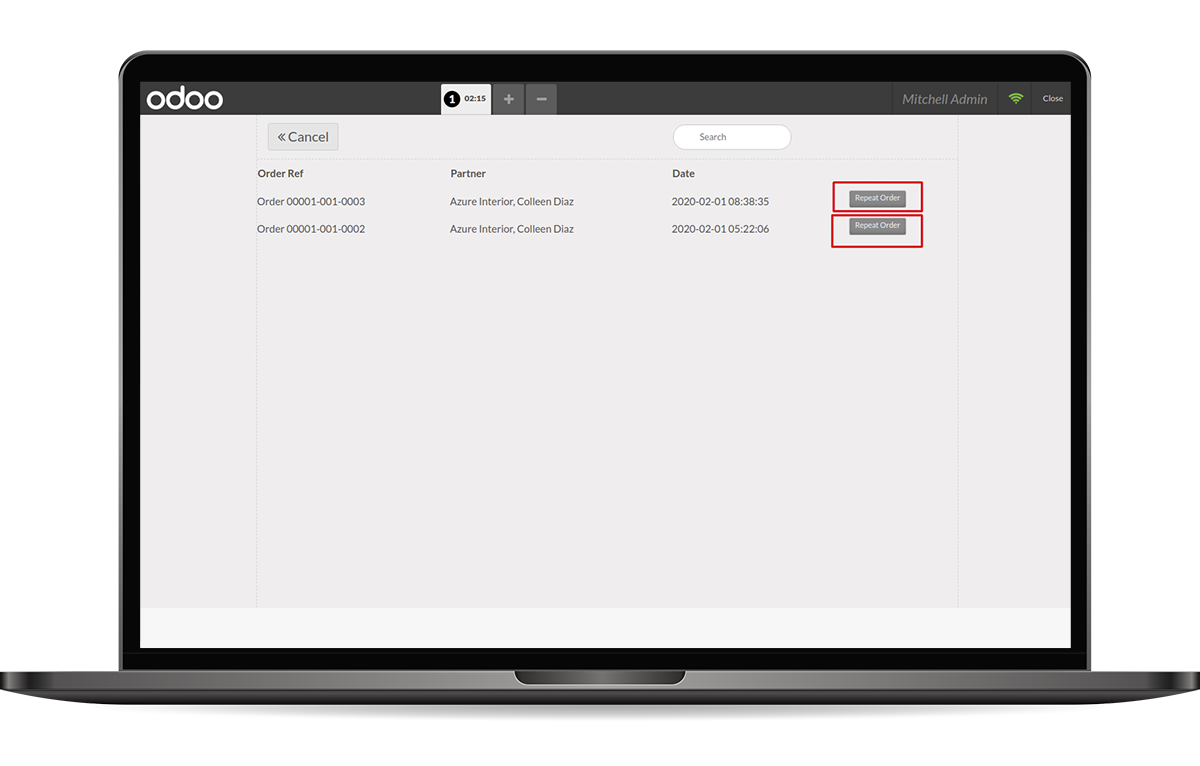 odoo
1 02:15 + −
Mitchell Admin
Close
« Cancel
Search
Order Ref Partner Date
Order 00001-001-0003 Azure Interior, Colleen Diaz 2020-02-01 08:38:35 Repeat Order
Order 00001-001-0002 Azure Interior, Colleen Diaz 2020-02-01 05:22:06 Repeat Order